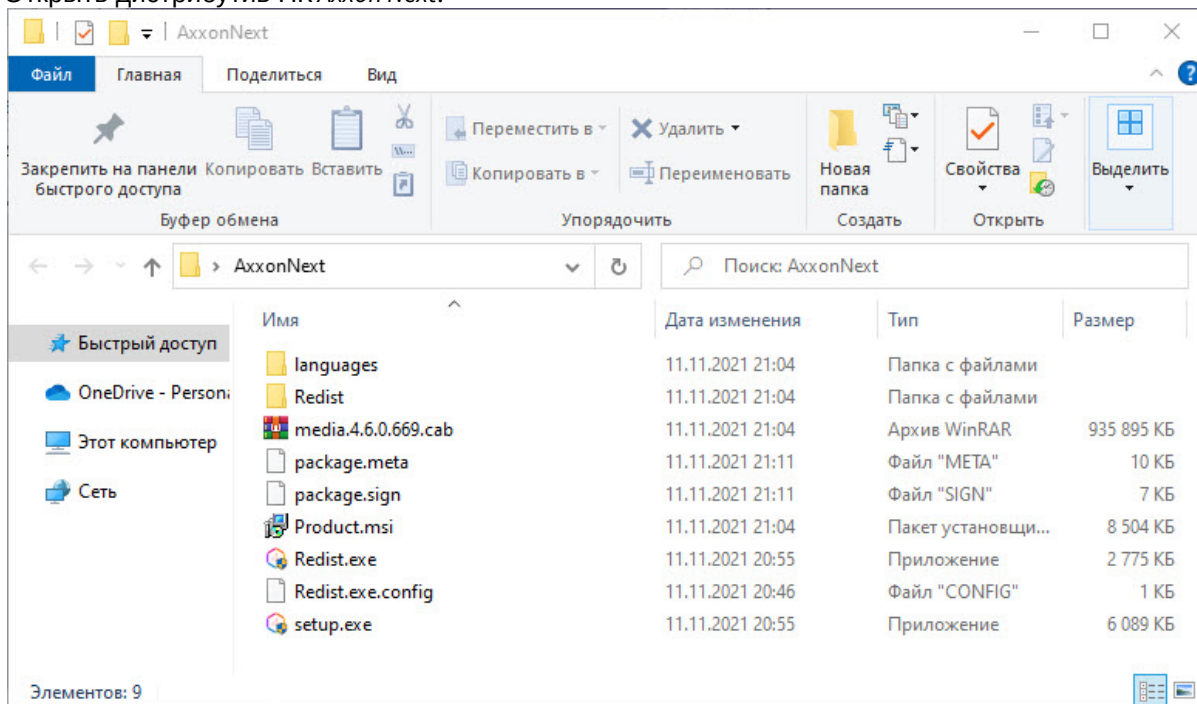 Открыть дистрибутив ПК Axxon Next.
AxxonNext
Файл Главная Поделиться Вид
Закрепить на панели быстрого доступа
Копировать
Вставить
Буфер обмена
Переместить в
Копировать в
Удалить
Переименовать
Упорядочить
Новая папка
Создать
Свойства
Открыть
Выделить
AxxonNext
Поиск: AxxonNext
Быстрый доступ
OneDrive - Person
Этот компьютер
Сеть
Имя Дата изменения Тип Размер
languages 11.11.2021 21:04 Папка с файлами
Redist 11.11.2021 21:04 Папка с файлами
media.4.6.0.669.cab 11.11.2021 21:04 Архив WinRAR 935 895 КБ
package.meta 11.11.2021 21:11 Файл "META" 10 КБ
package.sign 11.11.2021 21:11 Файл "SIGN" 7 КБ
Product.msi 11.11.2021 21:04 Пакет установщи... 8 504 КБ
Redist.exe 11.11.2021 20:55 Приложение 2 775 КБ
Redist.exe.config 11.11.2021 20:46 Файл "CONFIG" 1 КБ
setup.exe 11.11.2021 20:55 Приложение 6 089 КБ
Элементов: 9